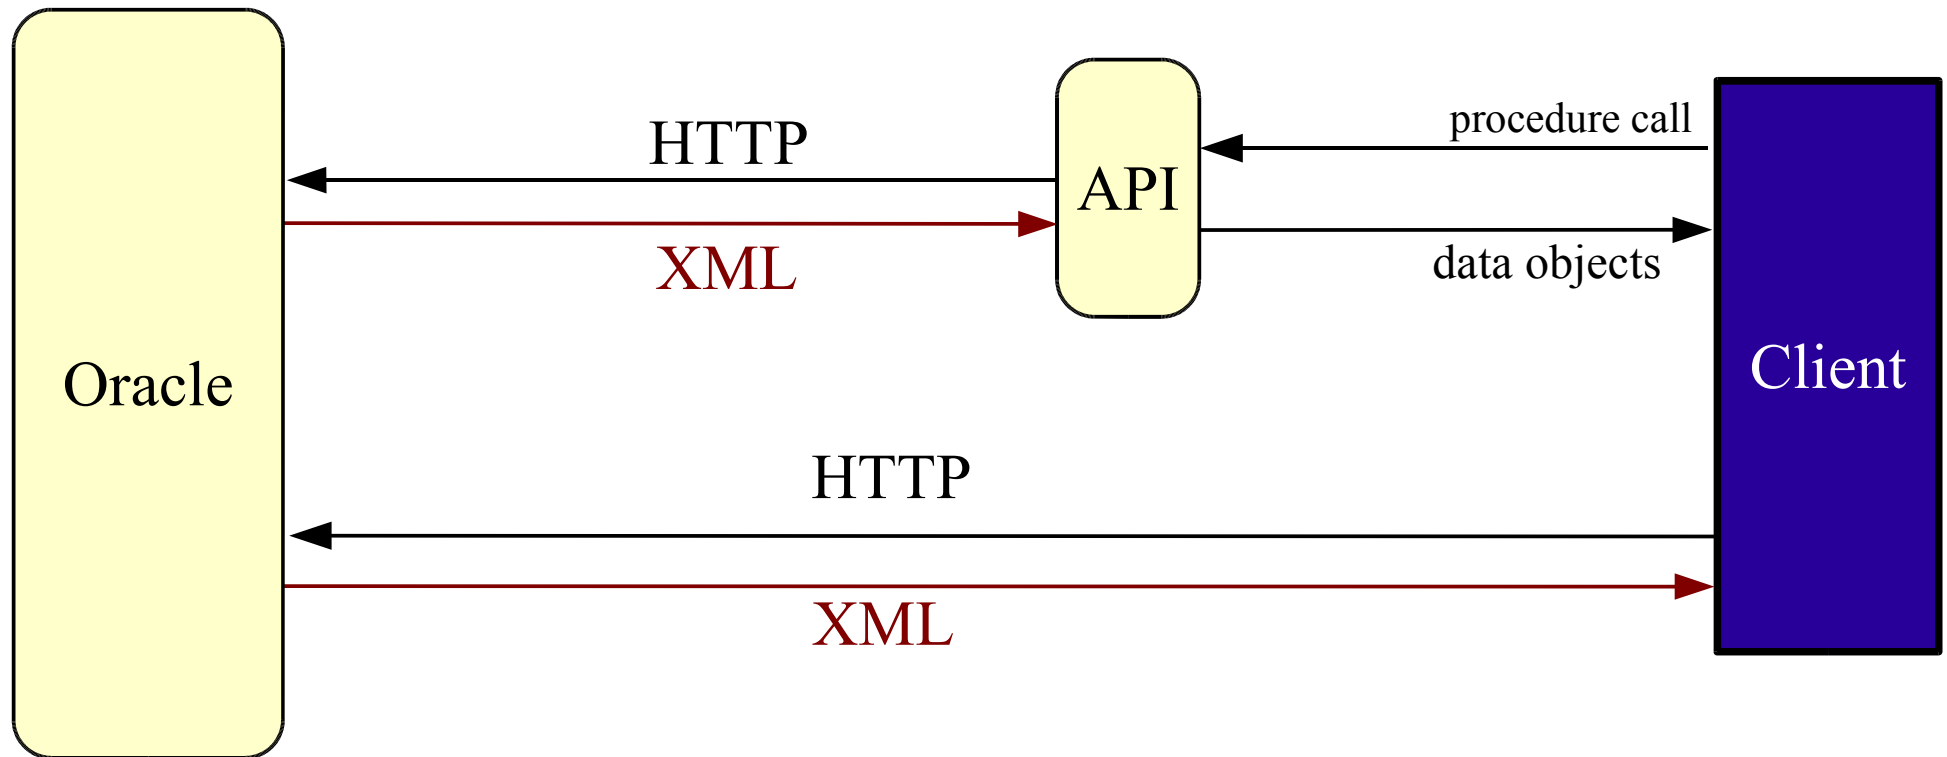 procedure call
HTTP
API
XML
data objects
Oracle
Client
HTTP
XML